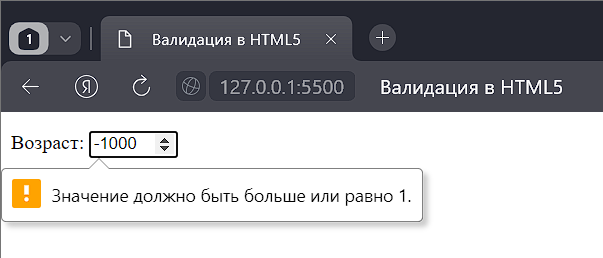 1 Валидация в HTML5
Я 127.0.0.1:5500 Валидация в HTML5
Возраст: -1000
Значение должно быть больше или равно 1.